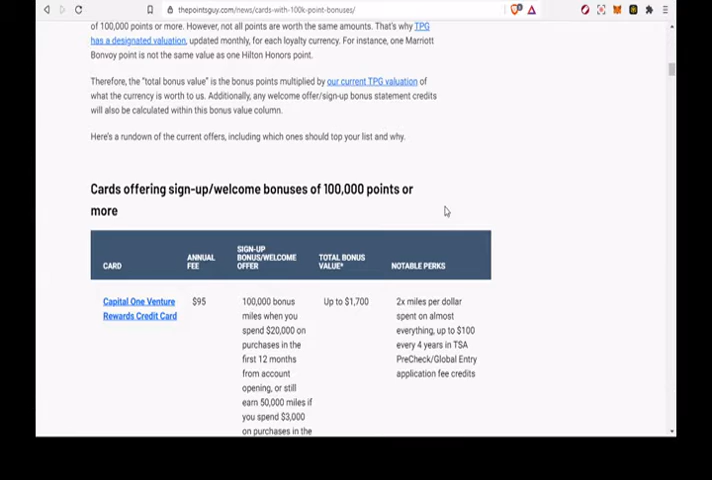 thepointsguy.com/news/cards-with-100k-point-bonuses/
of 100,000 points or more. However, not all points are worth the same amounts. That's why TPG
has a designated valuation, updated monthly, for each loyalty currency. For instance, one Marriott
Bonvoy point is not the same value as one Hilton Honors point.
Therefore, the "total bonus value" is the bonus points multiplied by our current TPG valuation of
what the currency is worth to us. Additionally, any welcome offer/sign-up bonus statement credits
will also be calculated within this bonus value column.
Here's a rundown of the current offers, including which ones should top your list and why.
Cards offering sign-up/welcome bonuses of 100,000 points or
more
CARD
ANNUAL
FEE
SIGN-UP
BONUS/WELCOME
OFFER
TOTAL BONUS
VALUE*
NOTABLE PERKS
Capital One Venture
Rewards Credit Card
$95
100,000 bonus
miles when you
spend $20,000 on
purchases in the
first 12 months
from account
opening, or still
earn 50,000 miles if
you spend $3,000
on purchases in the
Up to $1,700
2x miles per dollar
spent on almost
everything, up to $100
every 4 years in TSA
PreCheck/Global Entry
application fee credits